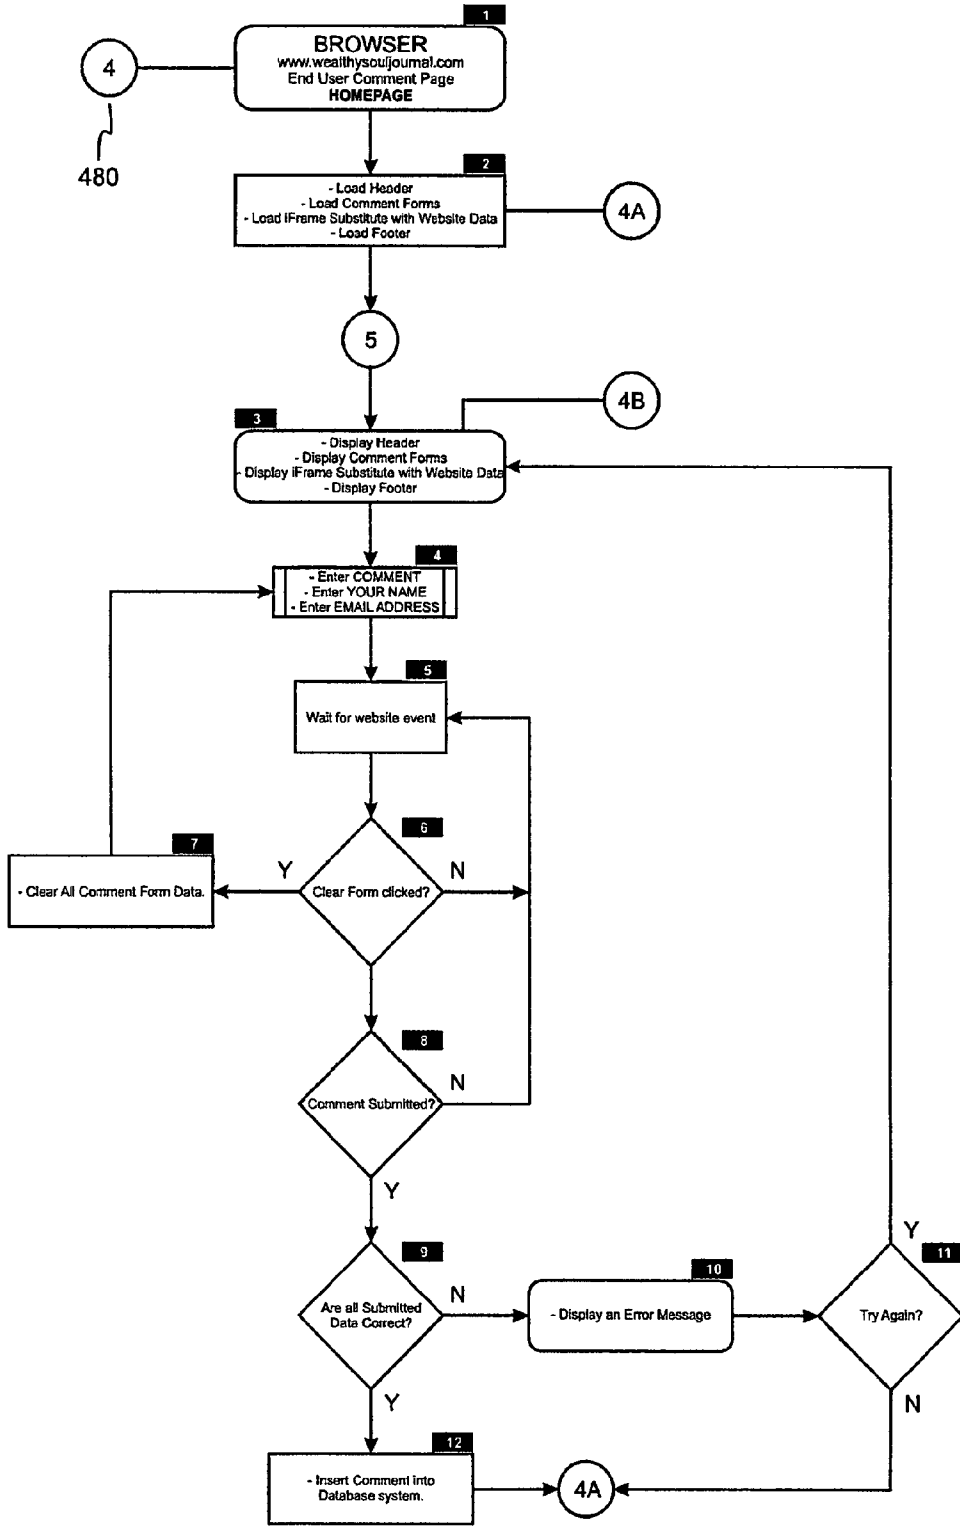 1
BROWSER
www.wealthysouljournal.com
End User Comment Page
HOMEPAGE
4
480
2
- Load Header
- Load Comment Forms
- Load iFrame Substitute with Website Data
- Load Footer
4A
5
4B
3
- Display Header
- Display Comment Forms
- Display iFrame Substitute with Website Data
- Display Footer
4
- Enter COMMENT
- Enter YOUR NAME
- Enter EMAIL ADDRESS
5
Wait for website event
6
7
Y
N
- Clear All Comment Form Data.
Clear Form clicked?
8
N
Comment Submitted?
Y
9
Y
11
10
N
Are all Submitted
Data Correct?
- Display an Error Message
Try Again?
Y
N
12
- Insert Comment into
Database system.
4A